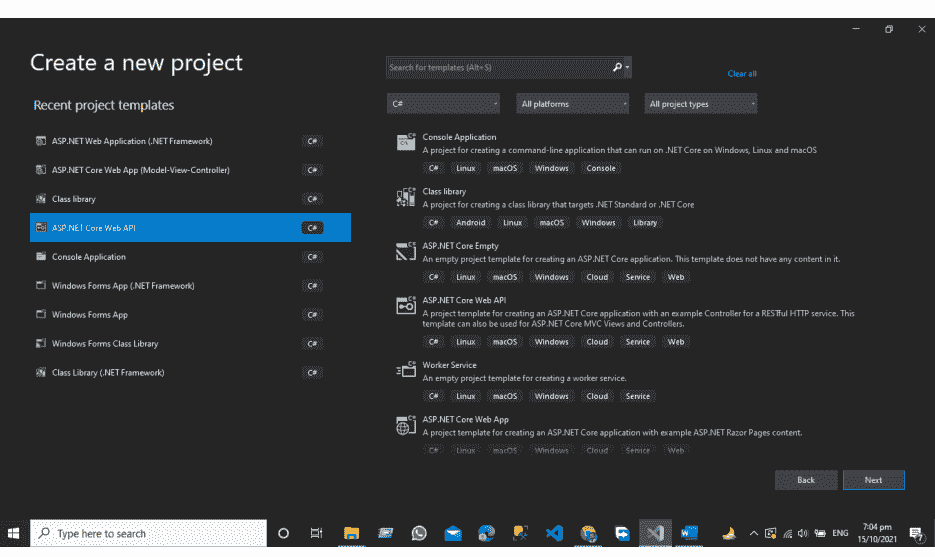 Create a new project
Search for templates (Alt+S)
Clear all
Recent project templates
C# All platforms All project types
ASP.NET Web Application (.NET Framework) C#
ASP.NET Core Web App (Model-View-Controller) C#
Class library C#
ASP.NET Core Web API C#
Console Application C#
Windows Forms App (.NET Framework) C#
Windows Forms App C#
Windows Forms Class Library C#
Class Library (.NET Framework) C#
Console Application
A project for creating a command-line application that can run on .NET Core on Windows, Linux and macOS
C# Linux macOS Windows Console
Class library
A project for creating a class library that targets .NET Standard or .NET Core
C# Android Linux macOS Windows Library
ASP.NET Core Empty
An empty project template for creating an ASP.NET Core application. This template does not have any content in it.
C# Linux macOS Windows Cloud Service Web
ASP.NET Core Web API
A project template for creating an ASP.NET Core application with an example Controller for a RESTful HTTP service. This
template can also be used for ASP.NET Core MVC Views and Controllers.
C# Linux macOS Windows Cloud Service Web
Worker Service
An empty project template for creating a worker service.
C# Linux macOS Windows Cloud Service
ASP.NET Core Web App
A project template for creating an ASP.NET Core application with example ASP.NET Razor Pages content.
C# Linux macOS Windows Cloud Service Web
Back Next
Type here to search
ENG
7:04 pm
15/10/2021